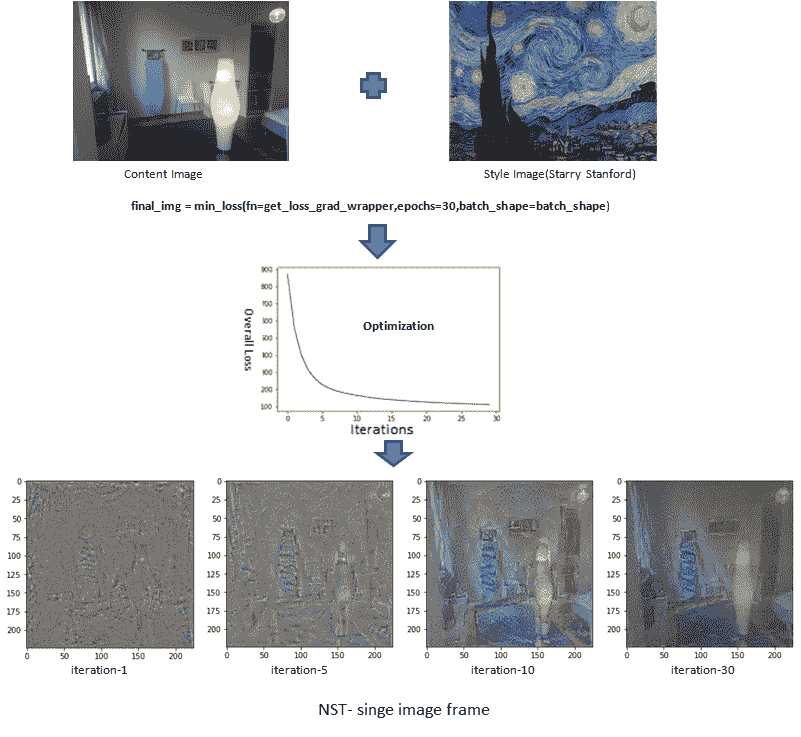 Content Image
Style Image(Starry Stanford)
final_img = min_loss(fn=get_loss_grad_wrapper,epochs=30,batch_shape=batch_shape)
900
800
700
600
500
400
300
200
100
Overall Loss
Optimization
0 5 10 15 20 25 30
Iterations
0
25
50
75
100
125
150
175
200
0 50 100 150 200
iteration-1
0
25
50
75
100
125
150
175
200
0 50 100 150 200
iteration-5
0
25
50
75
100
125
150
175
200
0 50 100 150 200
iteration-10
0
25
50
75
100
125
150
175
200
0 50 100 150 200
iteration-30
NST- singe image frame